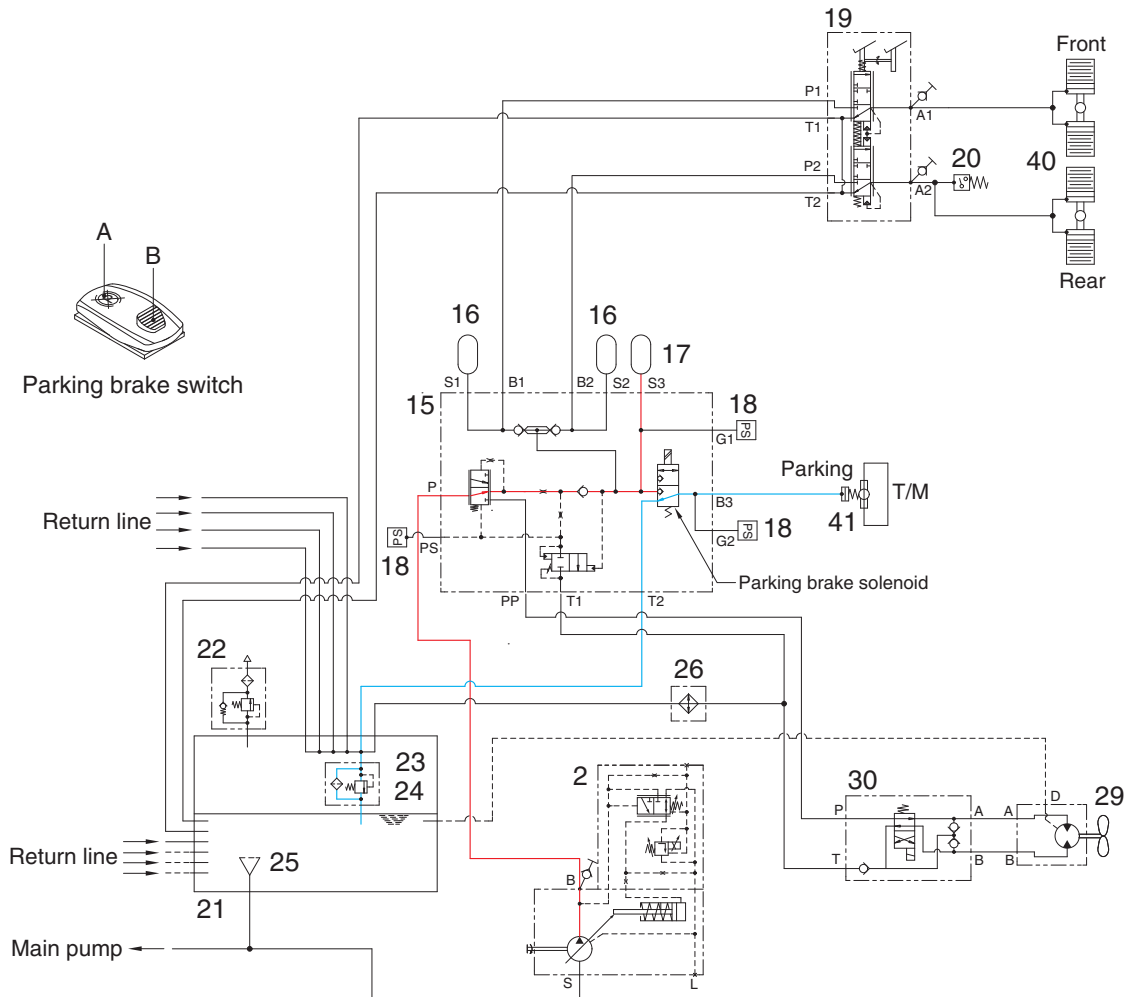 19
Front
P1
T1
A1
P2
20
40
T2
A2
A
B
Rear
16
16
17
Parking brake switch
S1
B1
B2
S2
S3
15
18
PS
G1
P
Parking
T/M
Return line
B3
41
PS
PS
18
G2
PS
18
Parking brake solenoid
PP
T1
T2
22
26
23
24
2
30
D
29
P
A
A
Return line
25
B
T
B
B
21
Main pump
S
L